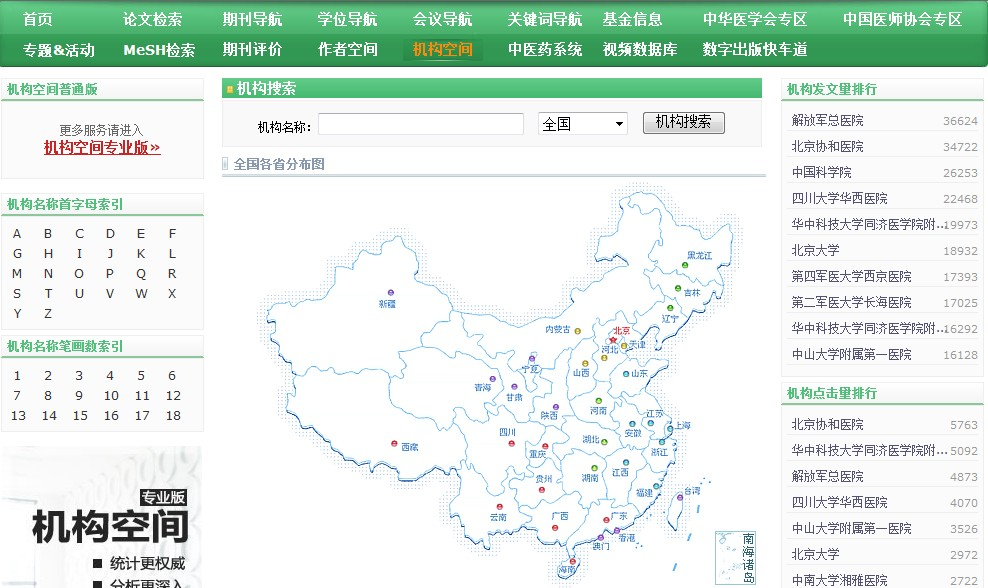 首页 论文检索 期刊导航 学位导航 会议导航 关键词导航 基金信息 中华医学会专区 中国医师协会专区
专题&活动 MeSH检索 期刊评价 作者空间 机构空间 中医药系统 视频数据库 数字出版快车道
机构空间普通版
更多服务请进入
机构空间专业版»
机构名称首字母索引
A B C D E F
G H I J K L
M N O P Q R
S T U V W X
Y Z
机构名称笔画数索引
1 2 3 4 5 6
7 8 9 10 11 12
13 14 15 16 17 18
专业版
机构空间
统计更权威
分析更深入
机构搜索
机构名称: 全国 机构搜索
全国各省分布图
黑龙江
吉林
新疆
辽宁
内蒙古
北京
天津
河北
宁夏
山西
山东
青海
甘肃
陕西
河南
江苏
上海
安徽
四川
湖北
西藏
重庆
浙江
江西
湖南
贵州
福建
台湾
云南
广西
广东
香港
澳门
海南
南海诸岛
机构发文量排行
解放军总医院 36624
北京协和医院 34722
中国科学院 26253
四川大学华西医院 22468
华中科技大学同济医学院附... 19973
北京大学 18932
第四军医大学西京医院 17393
第二军医大学长海医院 17025
华中科技大学同济医学院附... 16292
中山大学附属第一医院 16128
机构点击量排行
北京协和医院 5763
华中科技大学同济医学院附... 5092
解放军总医院 4873
四川大学华西医院 4070
中山大学附属第一医院 3526
北京大学 2972
中南大学湘雅医院 2722